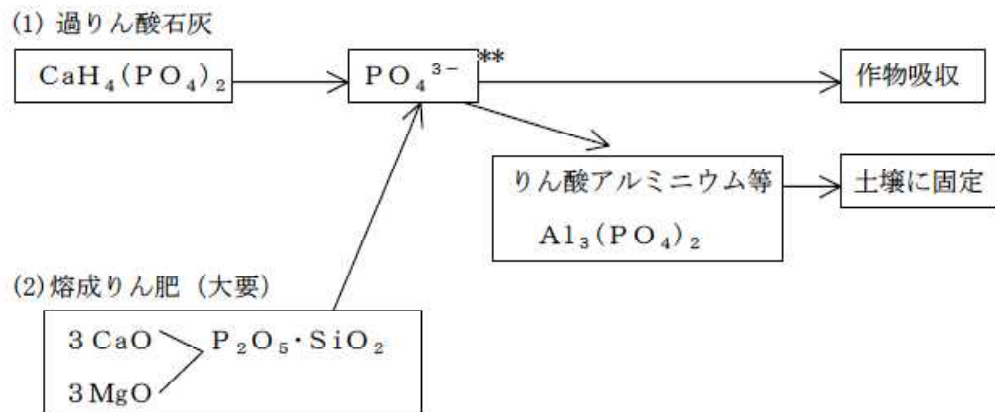 (1) 過りん酸石灰
CaH₄(PO₄)₂
PO₄³⁻**
作物吸収
りん酸アルミニウム等
Al₃(PO₄)₂
土壌に固定
(2)熔成りん肥（大要）
3CaO
P₂O₅･SiO₂
3MgO